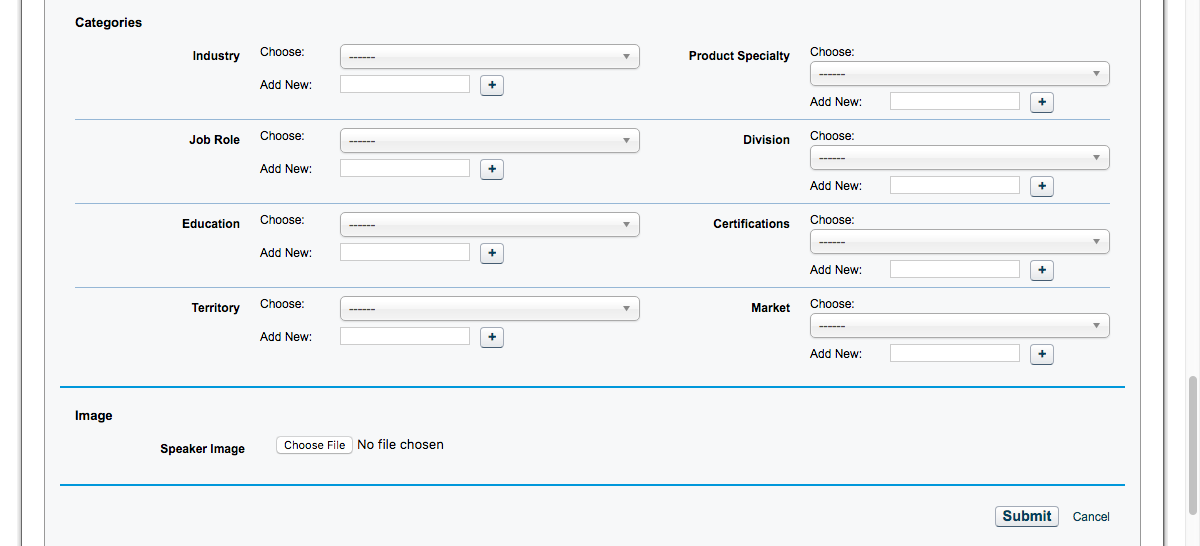 Categories
Industry Choose: ------ Product Specialty Choose:
------
Add New: + Add New: +
Job Role Choose: ------ Division Choose:
------
Add New: + Add New: +
Education Choose: ------ Certifications Choose:
------
Add New: + Add New: +
Territory Choose: ------ Market Choose:
------
Add New: + Add New: +
Image
Speaker Image Choose File No file chosen
Submit Cancel